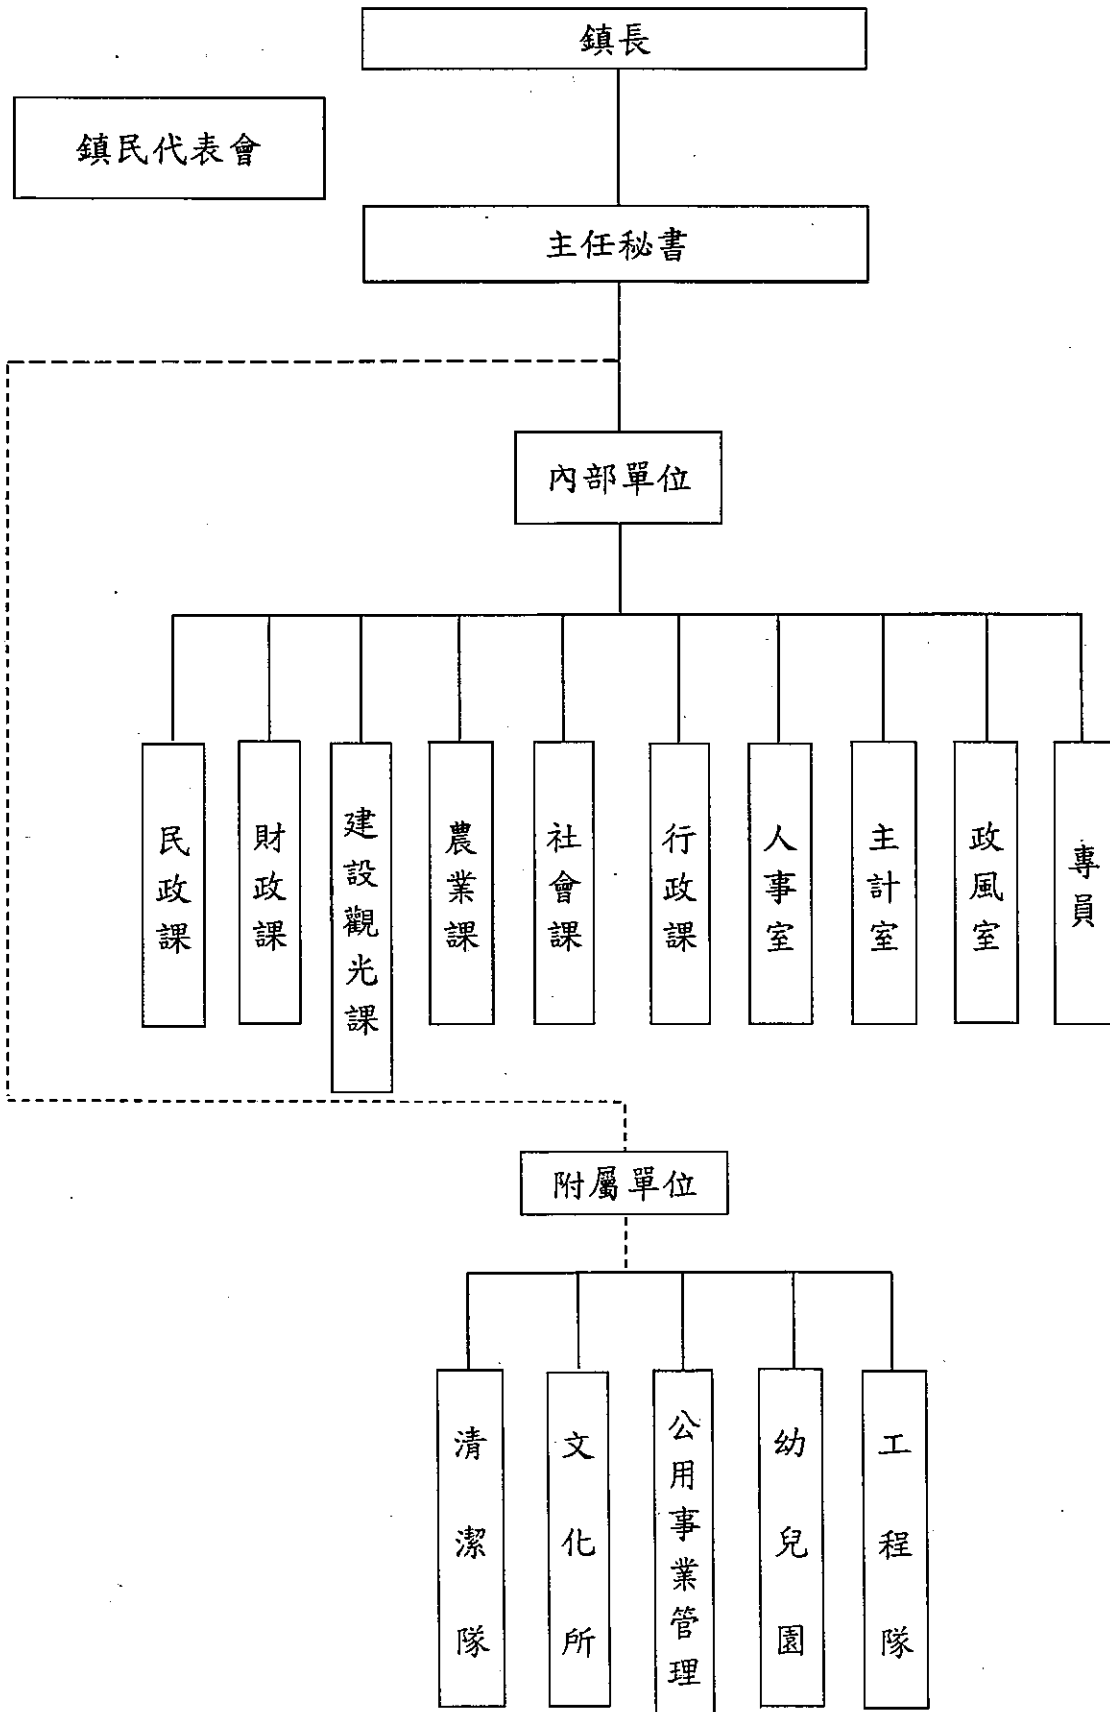 鎮長
鎮民代表會
主任秘書
內部單位
民政課
財政課
建設觀光課
農業課
社會課
行政課
人事室
主計室
政風室
專員
附屬單位
清潔隊
文化所
公用事業管理
幼兒園
工程隊